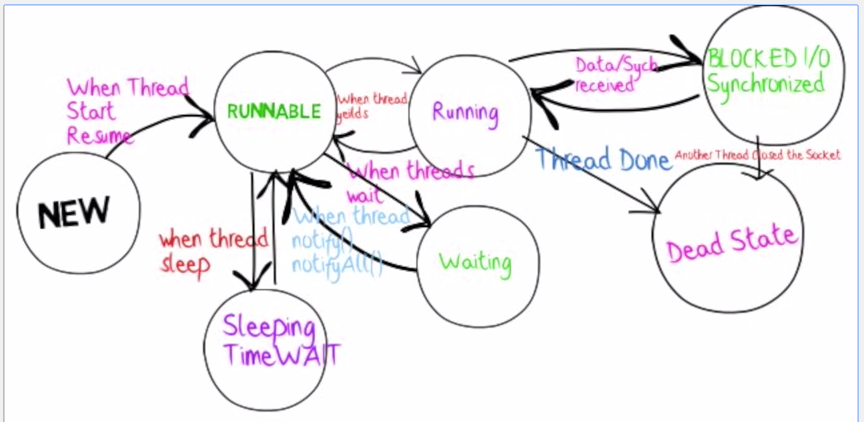 When Thread
Start
Resume
NEW
RUNNABLE
When thread
yeilds
Running
Data/Sych
received
BLOCKED I/O
Synchronized
Thread Done
Another Thread Closed the Socket
Dead State
When threads
wait
When thread
notify()
notifyAll()
Waiting
when thread
sleep
Sleeping
TimeWAIT